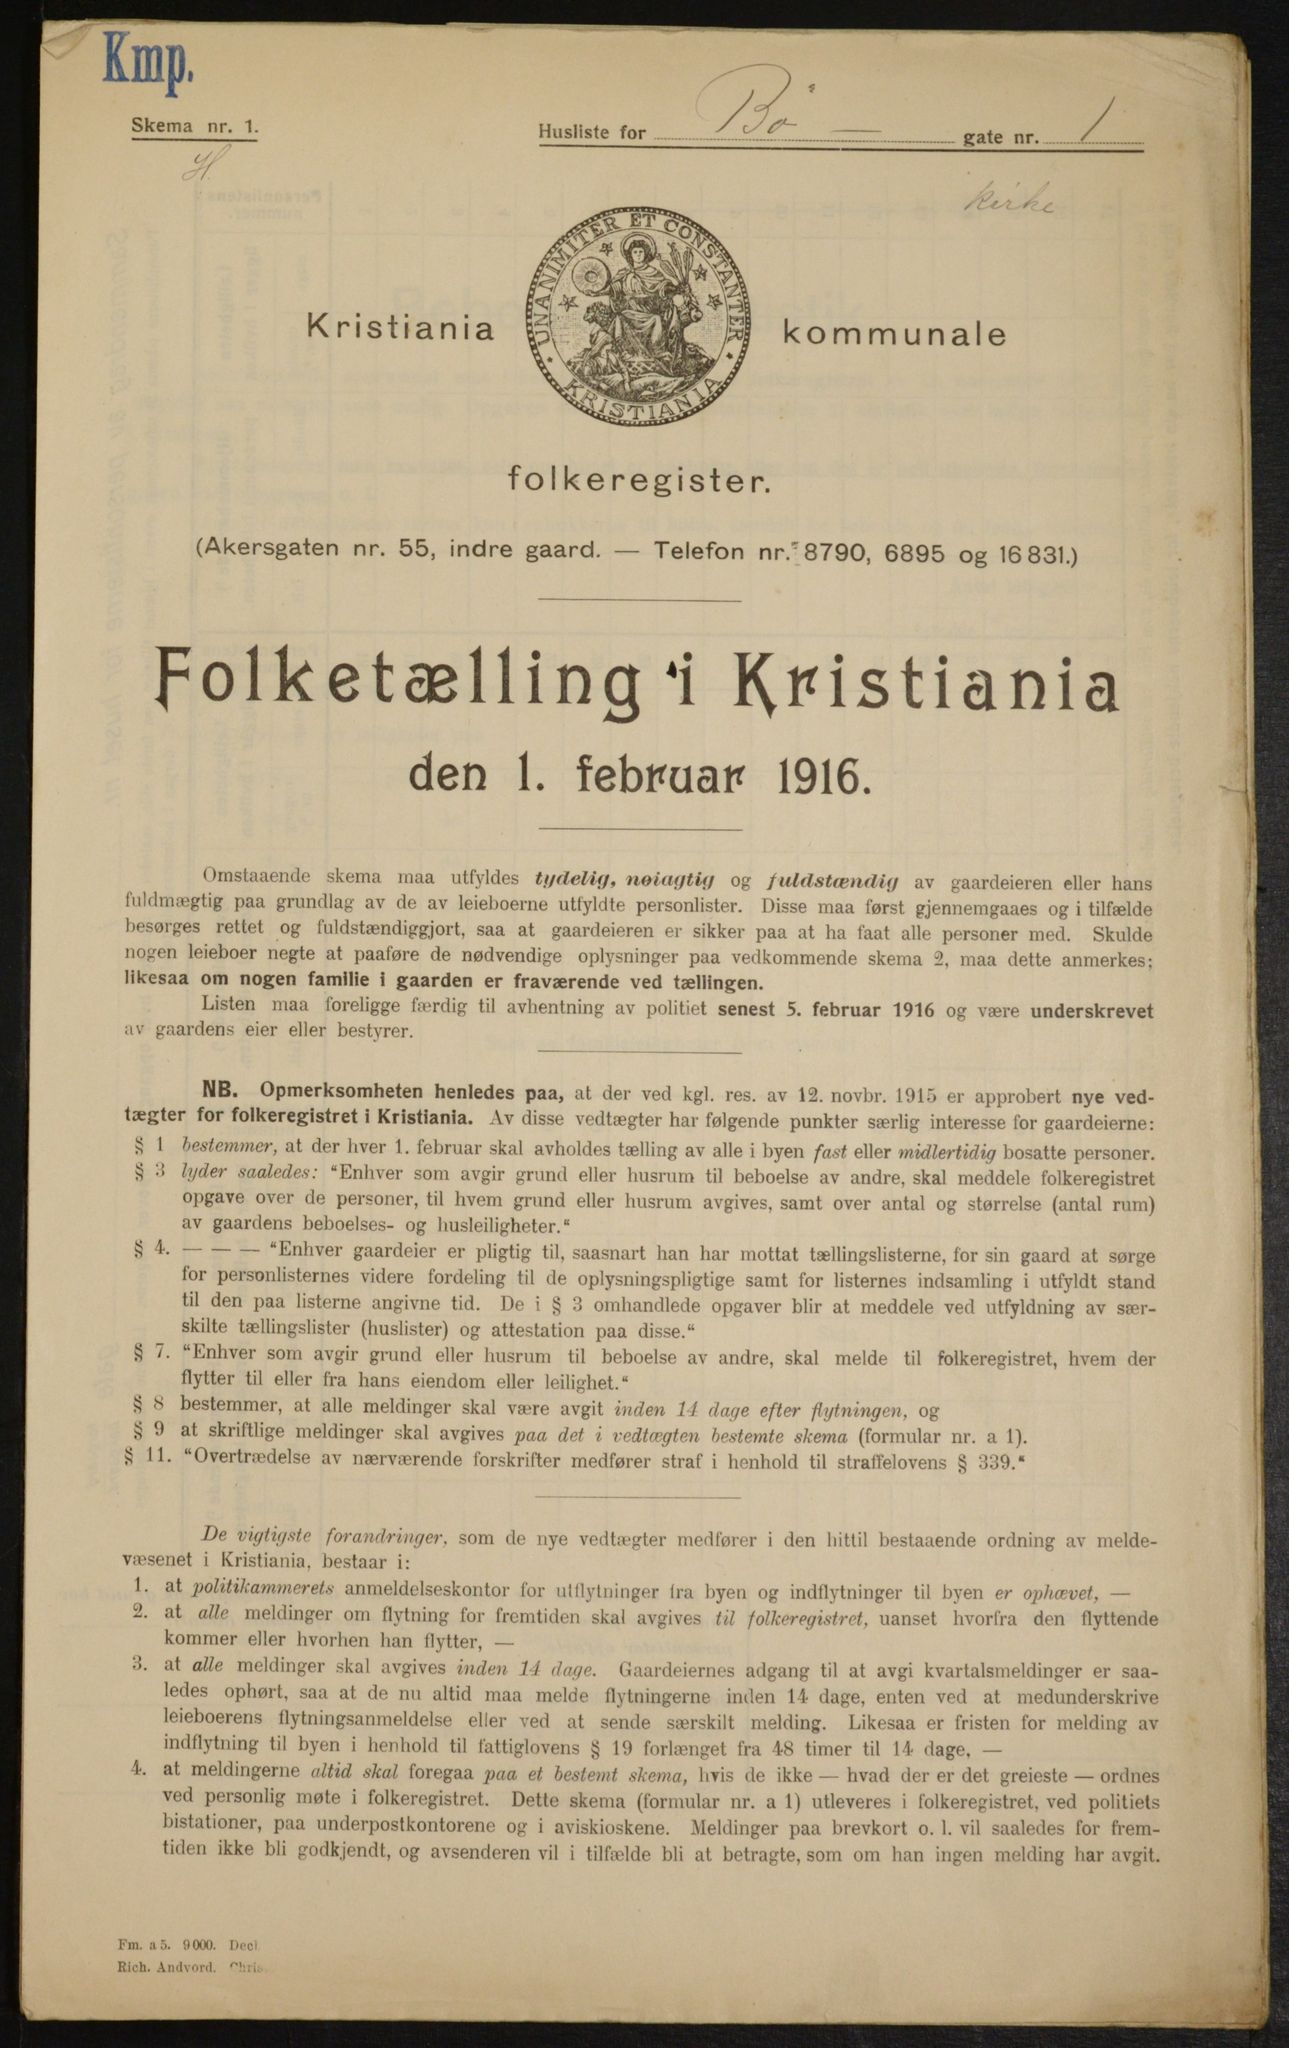 Kmp.
Skema nr. 1.
H.
Husliste for Bö — gate nr. 1
Kirke
UNANIMITER ET CONSTANTER
KRISTIANIA
Kristiania kommunale
folkeregister.
(Akersgaten nr. 55, indre gaard. — Telefon nr. 8790, 6895 og 16 831.)
Folketælling i Kristiania
den 1. februar 1916.
Omstaaende skema maa utfyldes tydelig, nøiagtig og fuldstændig av gaardeieren eller hans
fuldmægtig paa grundlag av de av leieboerne utfyldte personlister. Disse maa først gjennemgaaes og i tilfælde
besørges rettet og fuldstændiggjort, saa at gaardeieren er sikker paa at ha faat alle personer med. Skulde
nogen leieboer negte at paaføre de nødvendige oplysninger paa vedkommende skema 2, maa dette anmerkes;
likesaa om nogen familie i gaarden er fraværende ved tællingen.
Listen maa foreligge færdig til avhentning av politiet senest 5. februar 1916 og være underskrevet
av gaardens eier eller bestyrer.
NB. Opmerksomheten henledes paa, at der ved kgl. res. av 12. novbr. 1915 er approbert nye ved-
tægter for folkeregistret i Kristiania. Av disse vedtægter har følgende punkter særlig interesse for gaardeierne:
§ 1 bestemmer, at der hver 1. februar skal avholdes tælling av alle i byen fast eller midlertidig bosatte personer.
§ 3 lyder saaledes: “Enhver som avgir grund eller husrum til beboelse av andre, skal meddele folkeregistret
opgave over de personer, til hvem grund eller husrum avgives, samt over antal og størrelse (antal rum)
av gaardens beboelses- og husleiligheter.“
§ 4. — — — “Enhver gaardeier er pligtig til, saasnart han har mottat tællingslisterne, for sin gaard at sørge
for personlisternes videre fordeling til de oplysningspligtige samt for listernes indsamling i utfyldt stand
til den paa listerne angivne tid. De i § 3 omhandlede opgaver blir at meddele ved utfyldning av sær-
skilte tællingslister (huslister) og attestation paa disse.“
§ 7. “Enhver som avgir grund eller husrum til beboelse av andre, skal melde til folkeregistret, hvem der
flytter til eller fra hans eiendom eller leilighet.“
§ 8 bestemmer, at alle meldinger skal være avgit inden 14 dage efter flytningen, og
§ 9 at skriftlige meldinger skal avgives paa det i vedtægten bestemte skema (formular nr. a 1).
§ 11. “Overtrædelse av nærværende forskrifter medfører straf i henhold til straffelovens § 339.“
De vigtigste forandringer, som de nye vedtægter medfører i den hittil bestaaende ordning av melde-
væsenet i Kristiania, bestaar i:
1. at politikammerets anmeldelseskontor for utflytninger fra byen og indflytninger til byen er ophævet, —
2. at alle meldinger om flytning for fremtiden skal avgives til folkeregistret, uanset hvorfra den flyttende
kommer eller hvorhen han flytter, —
3. at alle meldinger skal avgives inden 14 dage. Gaardeiernes adgang til at avgi kvartalsmeldinger er saa-
ledes ophørt, saa at de nu altid maa melde flytningerne inden 14 dage, enten ved at medunderskrive
leieboerens flytningsanmeldelse eller ved at sende særskilt melding. Likesaa er fristen for melding av
indflytning til byen i henhold til fattiglovens § 19 forlænget fra 48 timer til 14 dage, —
4. at meldingerne altid skal foregaa paa et bestemt skema, hvis de ikke — hvad der er det greieste — ordnes
ved personlig møte i folkeregistret. Dette skema (formular nr. a 1) utleveres i folkeregistret, ved politiets
bistationer, paa underpostkontorene og i aviskioskene. Meldinger paa brevkort o. l. vil saaledes for frem-
tiden ikke bli godkjendt, og avsenderen vil i tilfælde bli at betragte, som om han ingen melding har avgit.
Fm. a 5. 9 000. Dec.
Rich. Andvord. Chris.